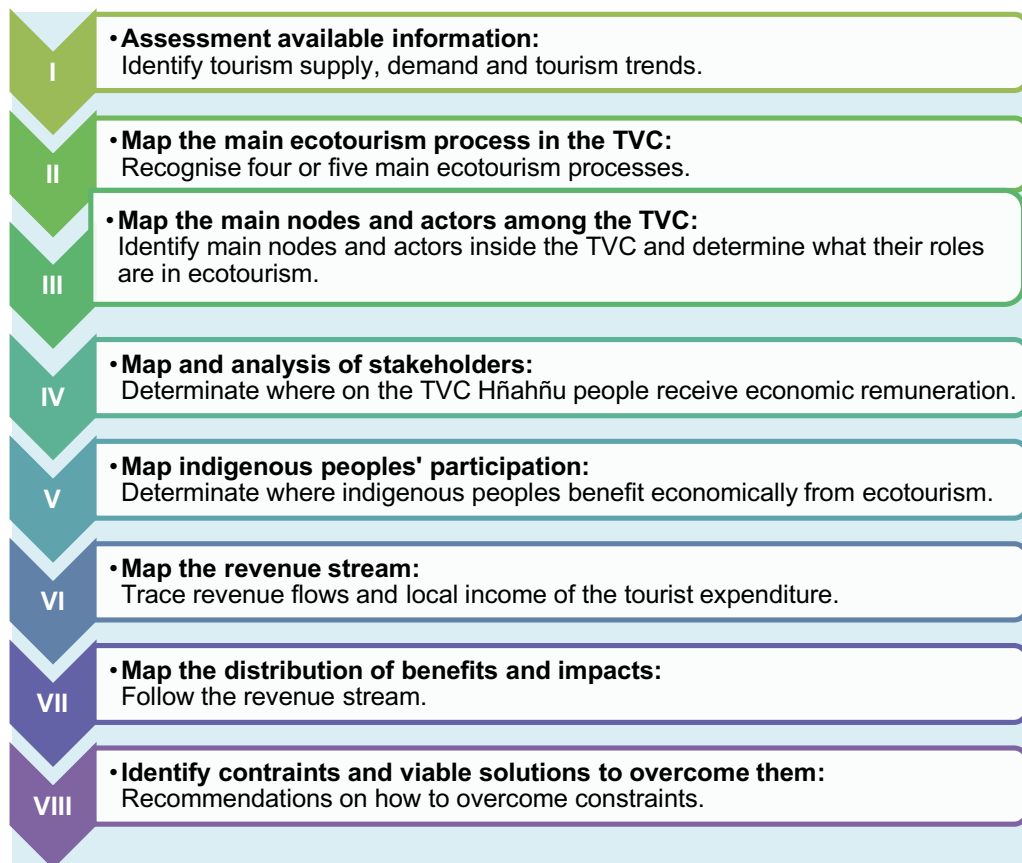 I
•Assessment available information:
Identify tourism supply, demand and tourism trends.
II
•Map the main ecotourism process in the TVC:
Recognise four or five main ecotourism processes.
III
•Map the main nodes and actors among the TVC:
Identify main nodes and actors inside the TVC and determine what their roles
are in ecotourism.
IV
•Map and analysis of stakeholders:
Determinate where on the TVC Hñahñu people receive economic remuneration.
V
•Map indigenous peoples' participation:
Determinate where indigenous peoples benefit economically from ecotourism.
VI
•Map the revenue stream:
Trace revenue flows and local income of the tourist expenditure.
VII
•Map the distribution of benefits and impacts:
Follow the revenue stream.
VIII
•Identify contraints and viable solutions to overcome them:
Recommendations on how to overcome constraints.